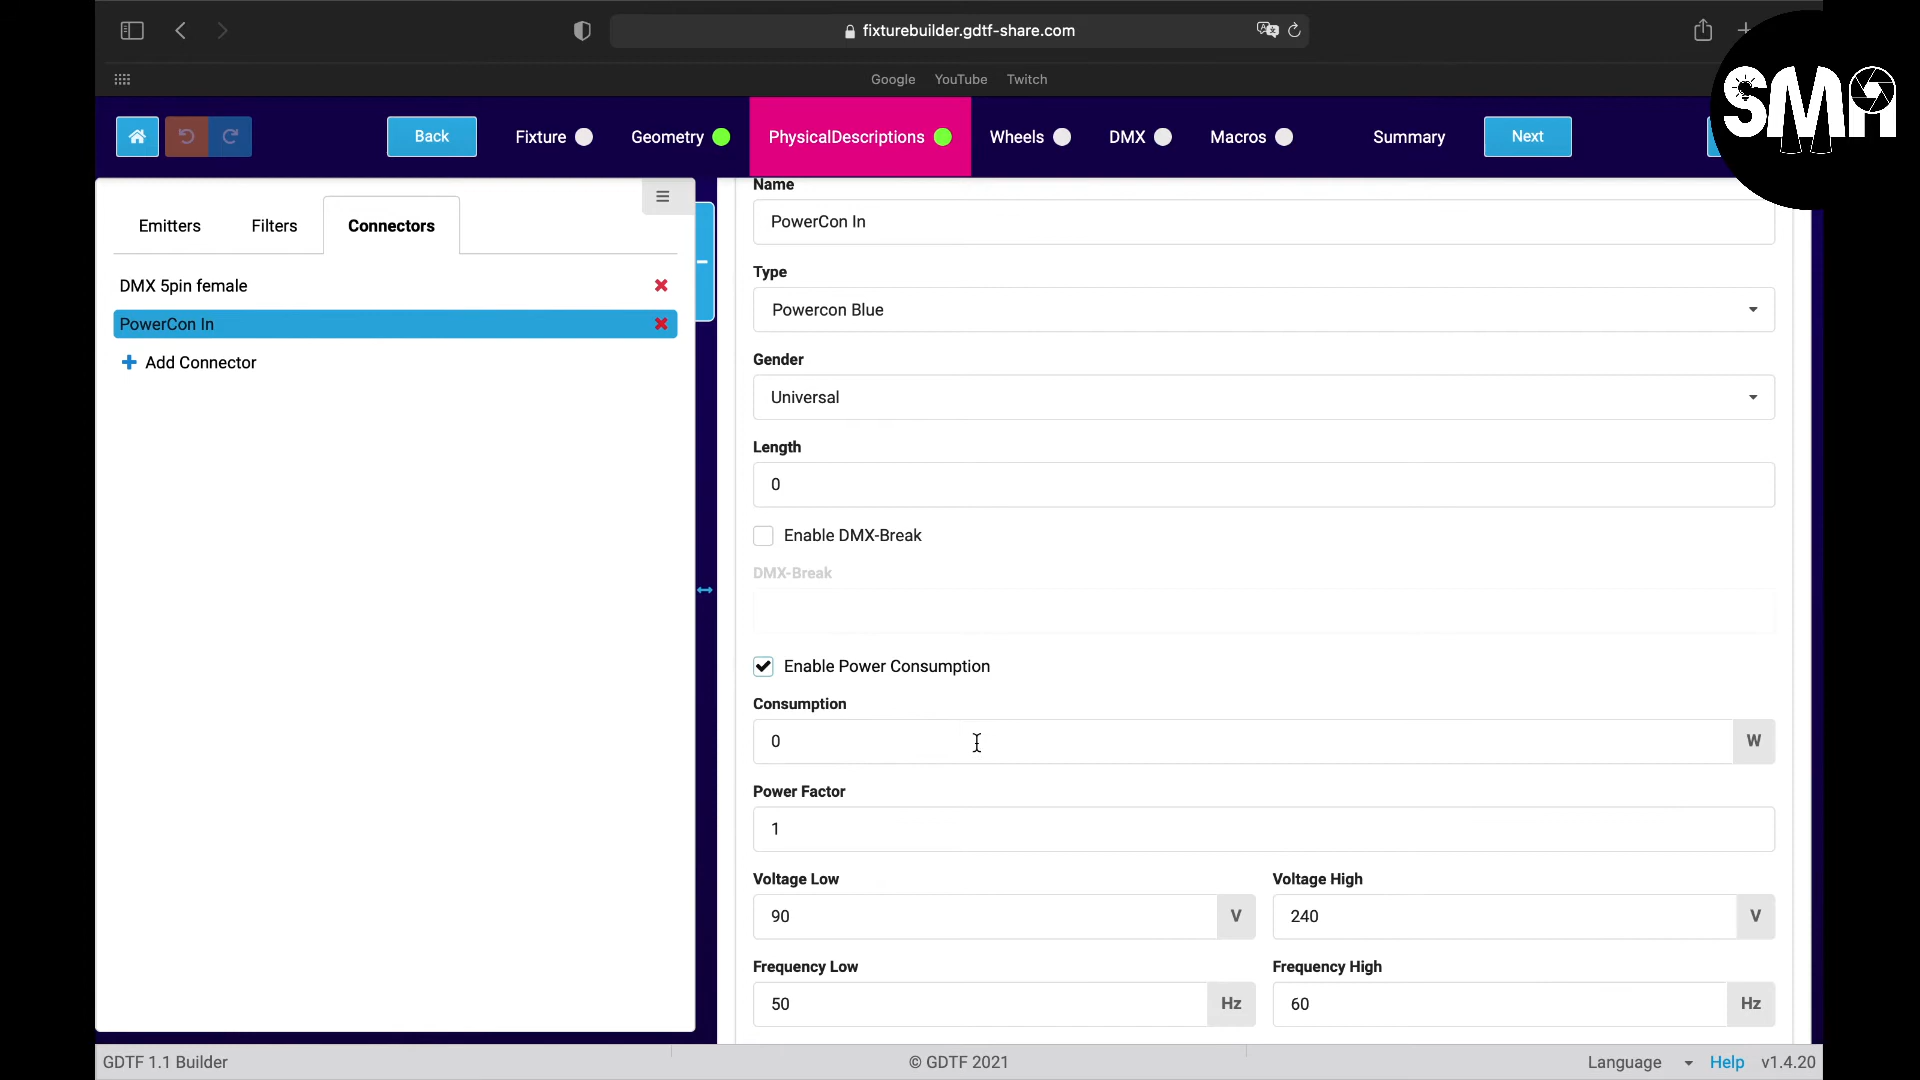 fixturebuilder.gdtf-share.com
Google YouTube Twitch
SMH
Back Fixture Geometry PhysicalDescriptions Wheels DMX Macros Summary Next
Emitters Filters Connectors
DMX 5pin female
PowerCon In
Add Connector
Name
PowerCon In
Type
Powercon Blue
Gender
Universal
Length
0
Enable DMX-Break
DMX-Break
Enable Power Consumption
Consumption
0 W
Power Factor
1
Voltage Low Voltage High
90 V 240 V
Frequency Low Frequency High
50 Hz 60 Hz
GDTF 1.1 Builder © GDTF 2021 Language Help v1.4.20